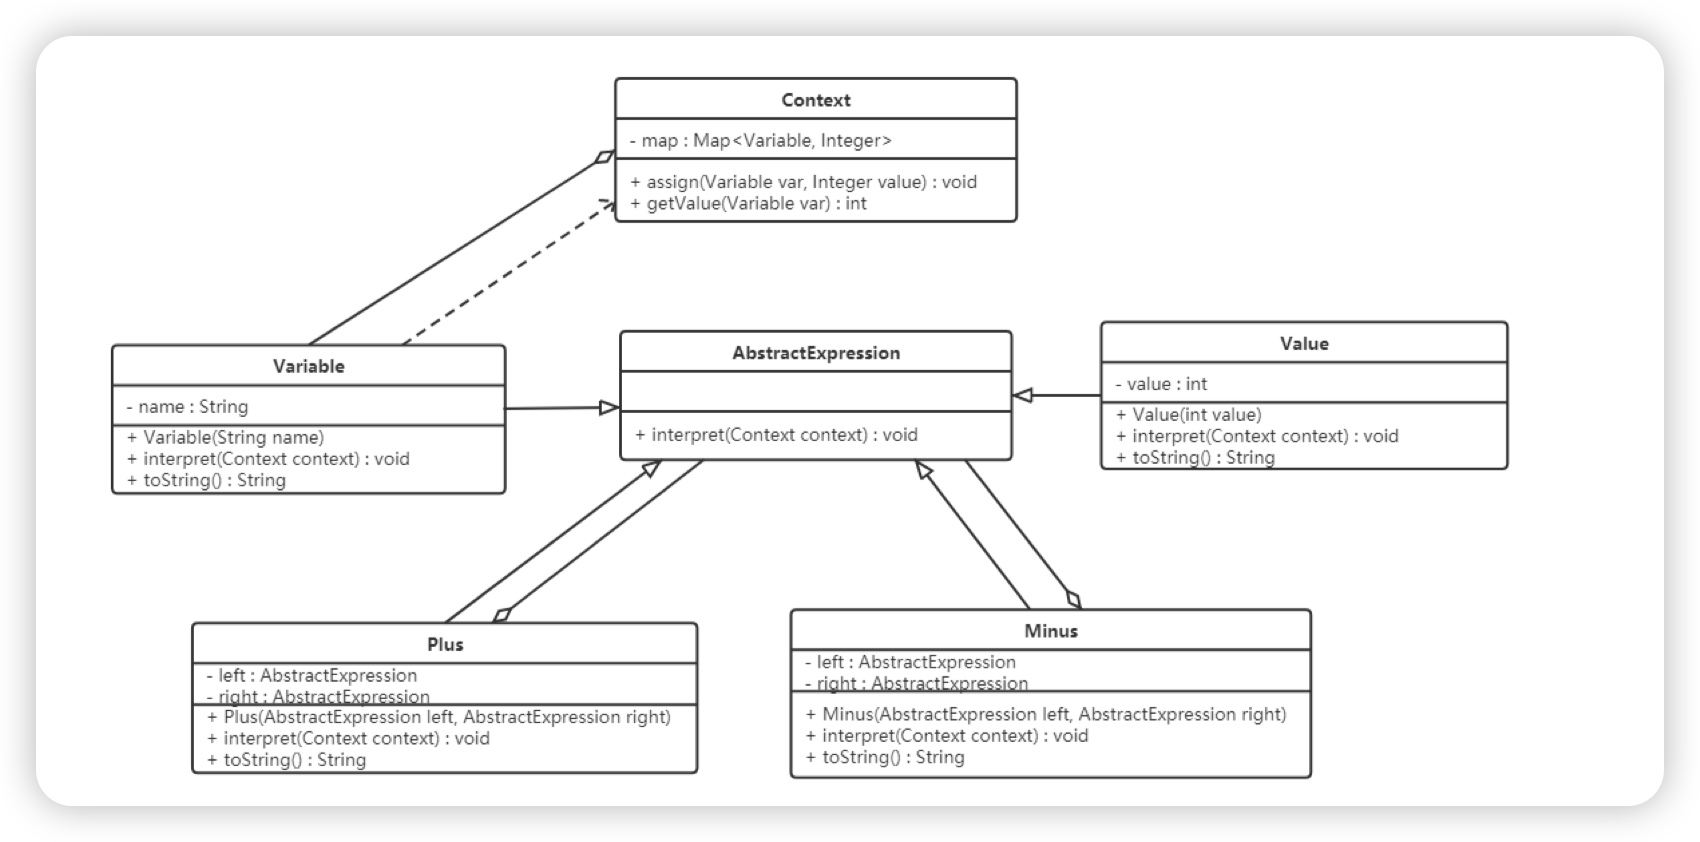 Context
- map : Map<Variable, Integer>
+ assign(Variable var, Integer value) : void
+ getValue(Variable var) : int
Variable
- name : String
+ Variable(String name)
+ interpret(Context context) : void
+ toString() : String
AbstractExpression
+ interpret(Context context) : void
Value
- value : int
+ Value(int value)
+ interpret(Context context) : void
+ toString() : String
Plus
- left : AbstractExpression
- right : AbstractExpression
+ Plus(AbstractExpression left, AbstractExpression right)
+ interpret(Context context) : void
+ toString() : String
Minus
- left : AbstractExpression
- right : AbstractExpression
+ Minus(AbstractExpression left, AbstractExpression right)
+ interpret(Context context) : void
+ toString() : String